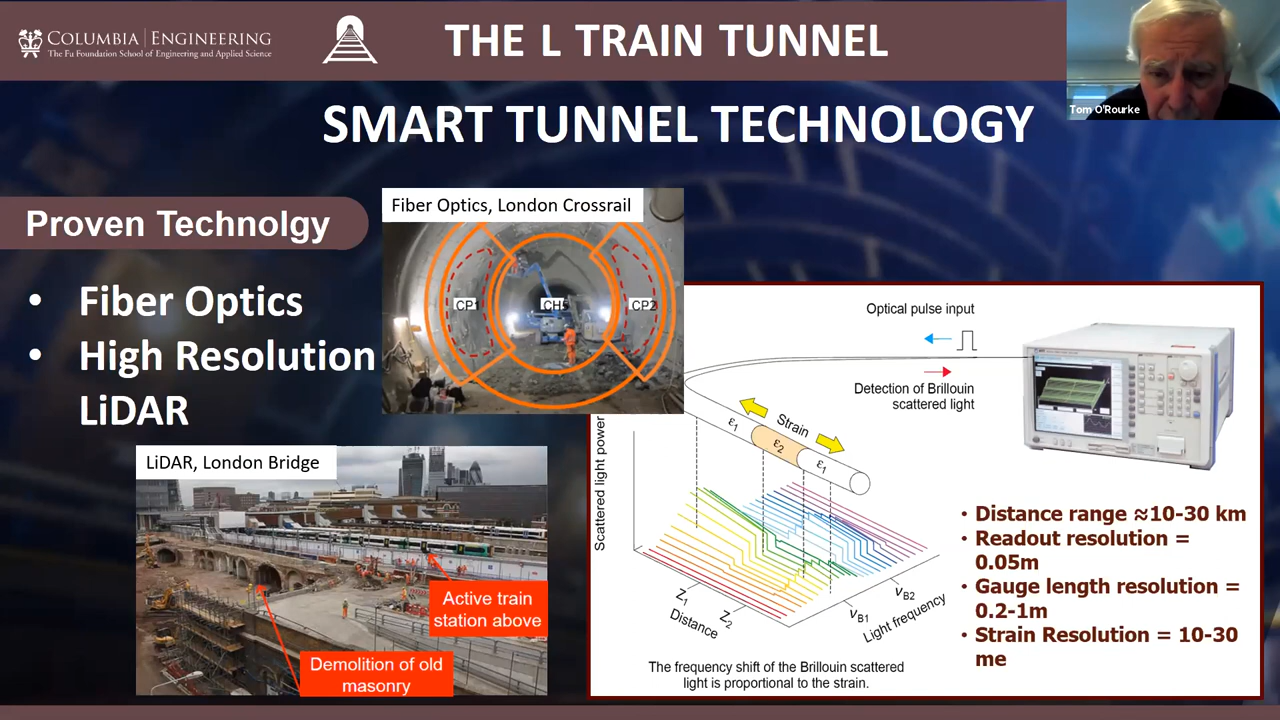 COLUMBIA | ENGINEERING
The Fu Foundation School of Engineering and Applied Science
THE L TRAIN TUNNEL
Tom O'Rourke
SMART TUNNEL TECHNOLOGY
Proven Technolgy
• Fiber Optics
• High Resolution
LiDAR
Fiber Optics, London Crossrail
CP1
CH5
CP2
LiDAR, London Bridge
Active train
station above
Demolition of old
masonry
Optical pulse input
Detection of Brillouin
scattered light
Strain
ε1
ε2
ε1
Scattered light power
Z1
Z2
Distance
νB1
νB2
Light frequency
The frequency shift of the Brillouin scattered
light is proportional to the strain.
• Distance range ≈10-30 km
• Readout resolution =
0.05m
• Gauge length resolution =
0.2-1m
• Strain Resolution = 10-30
me